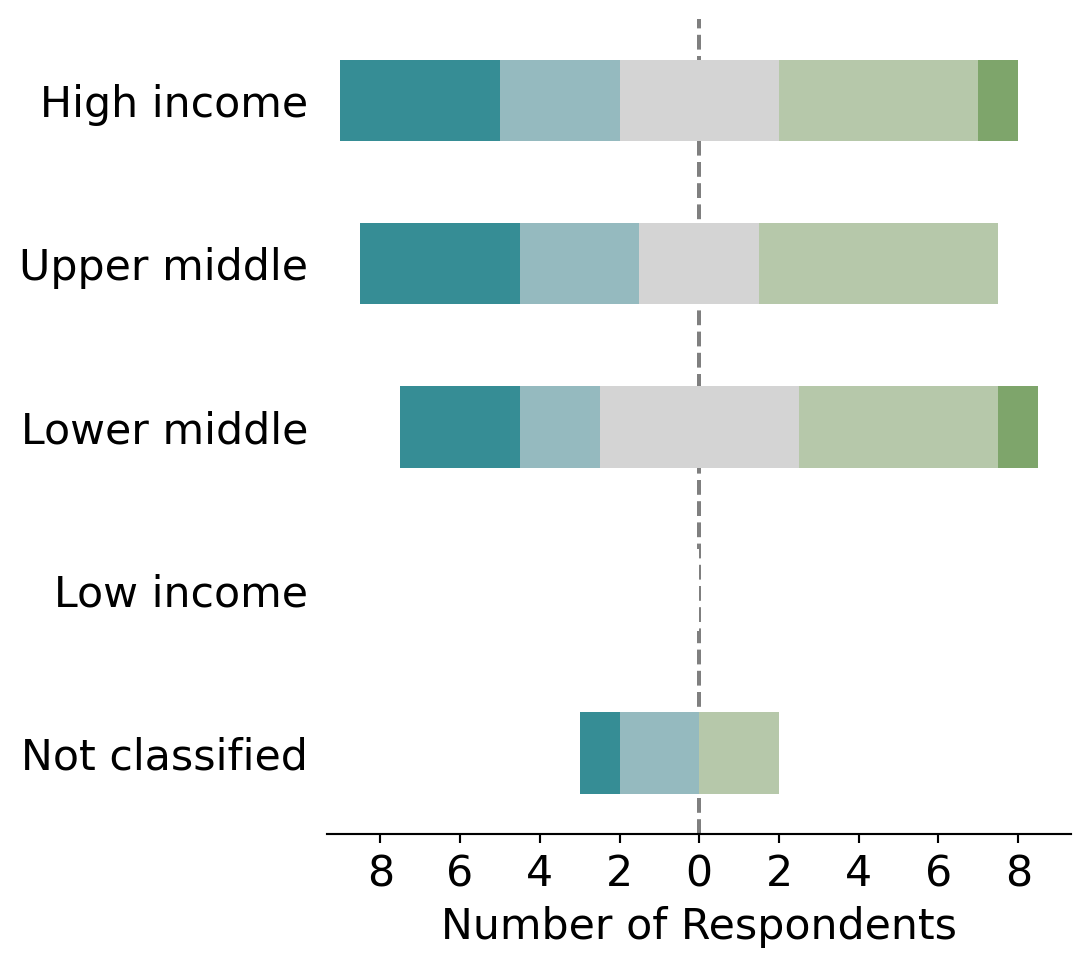 High income
Upper middle
Lower middle
Low income
Not classified
8 6 4 2 0 2 4 6 8
Number of Respondents